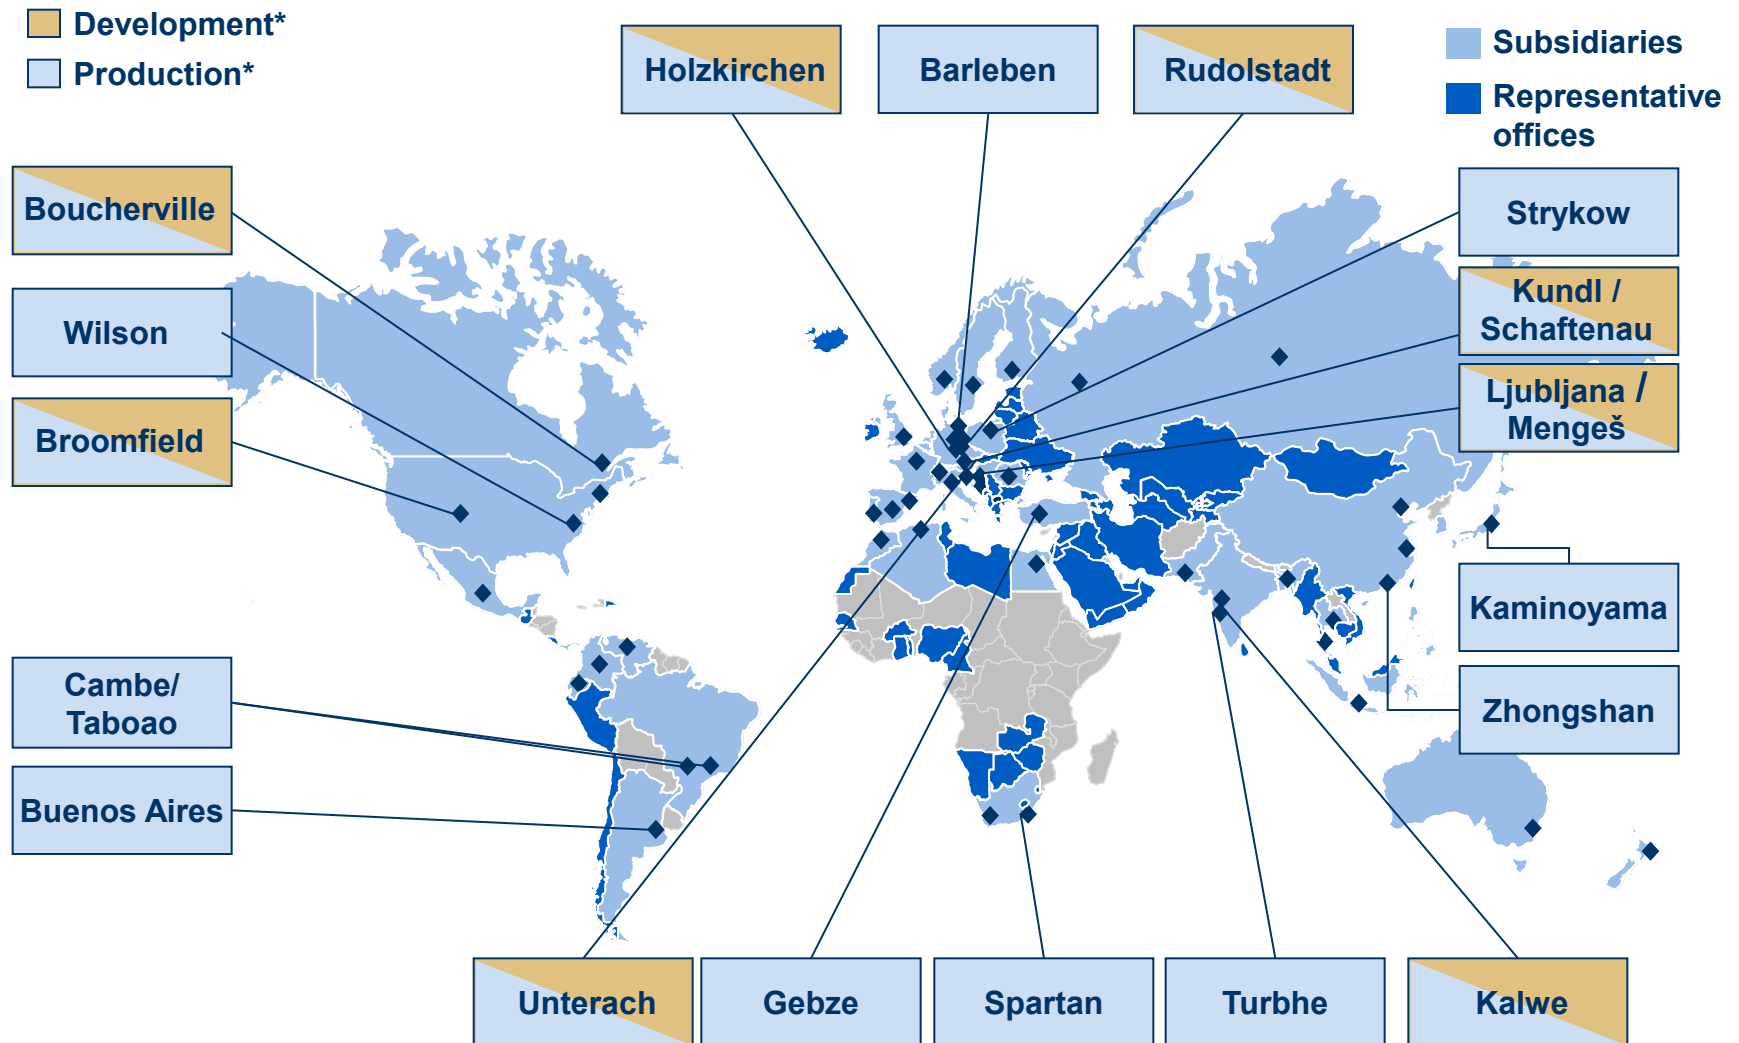 Development*
Production*
Holzkirchen
Barleben
Rudolstadt
Subsidiaries
Representative
offices
Boucherville
Wilson
Broomfield
Cambe/
Taboao
Buenos Aires
Strykow
Kundl /
Schaftenau
Ljubljana /
Mengeš
Kaminoyama
Zhongshan
Unterach
Gebze
Spartan
Turbhe
Kalwe